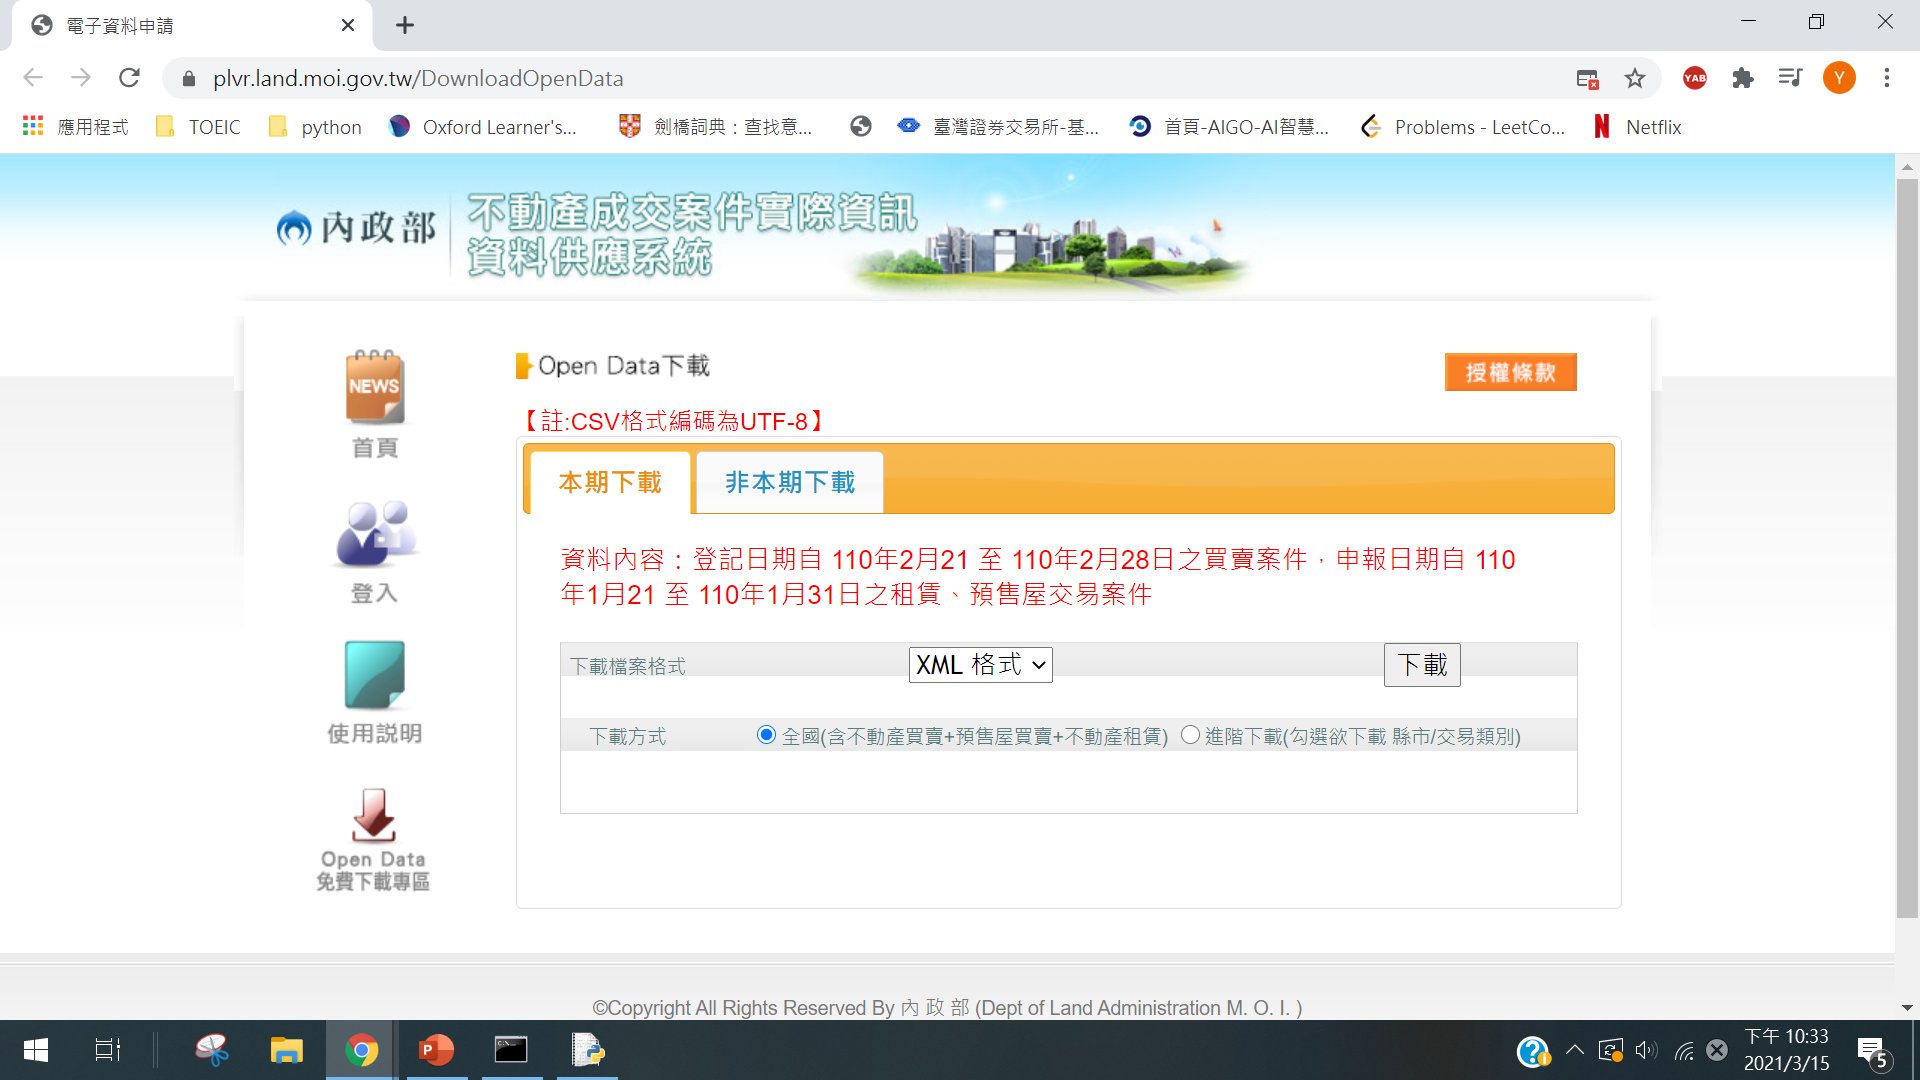 電子資料申請
plvr.land.moi.gov.tw/DownloadOpenData
YAB
Y
應用程式
TOEIC
python
Oxford Learner's...
劍橋詞典：查找意...
臺灣證券交易所-基...
首頁-AIGO-AI智慧...
Problems - LeetCo...
Netflix
內政部
不動產成交案件實際資訊
資料供應系統
NEWS
首頁
登入
使用説明
Open Data
免費下載專區
Open Data下載
授權條款
【註:CSV格式編碼為UTF-8】
本期下載
非本期下載
資料內容：登記日期自 110年2月21 至 110年2月28日之買賣案件，申報日期自 110
年1月21 至 110年1月31日之租賃、預售屋交易案件
下載檔案格式
XML 格式
下載
下載方式
全國(含不動產買賣+預售屋買賣+不動產租賃)
進階下載(勾選欲下載 縣市/交易類別)
©Copyright All Rights Reserved By 內 政 部 (Dept of Land Administration M. O. I. )
下午 10:33
2021/3/15
5